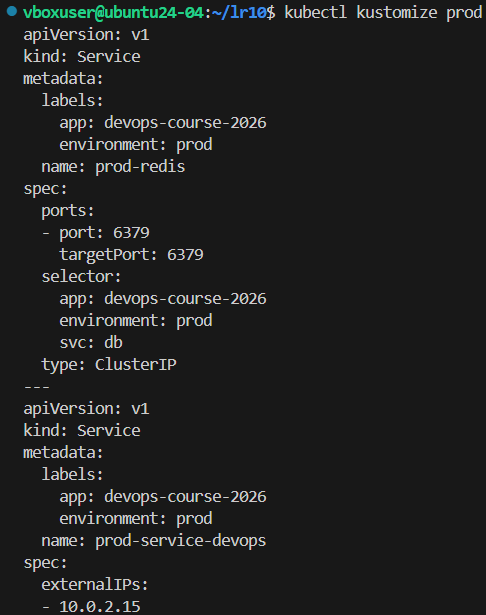 vboxuser@ubuntu24-04:~/lr10$ kubectl kustomize prod
apiVersion: v1
kind: Service
metadata:
  labels:
    app: devops-course-2026
    environment: prod
  name: prod-redis
spec:
  ports:
  - port: 6379
    targetPort: 6379
  selector:
    app: devops-course-2026
    environment: prod
    svc: db
  type: ClusterIP
---
apiVersion: v1
kind: Service
metadata:
  labels:
    app: devops-course-2026
    environment: prod
  name: prod-service-devops
spec:
  externalIPs:
  - 10.0.2.15